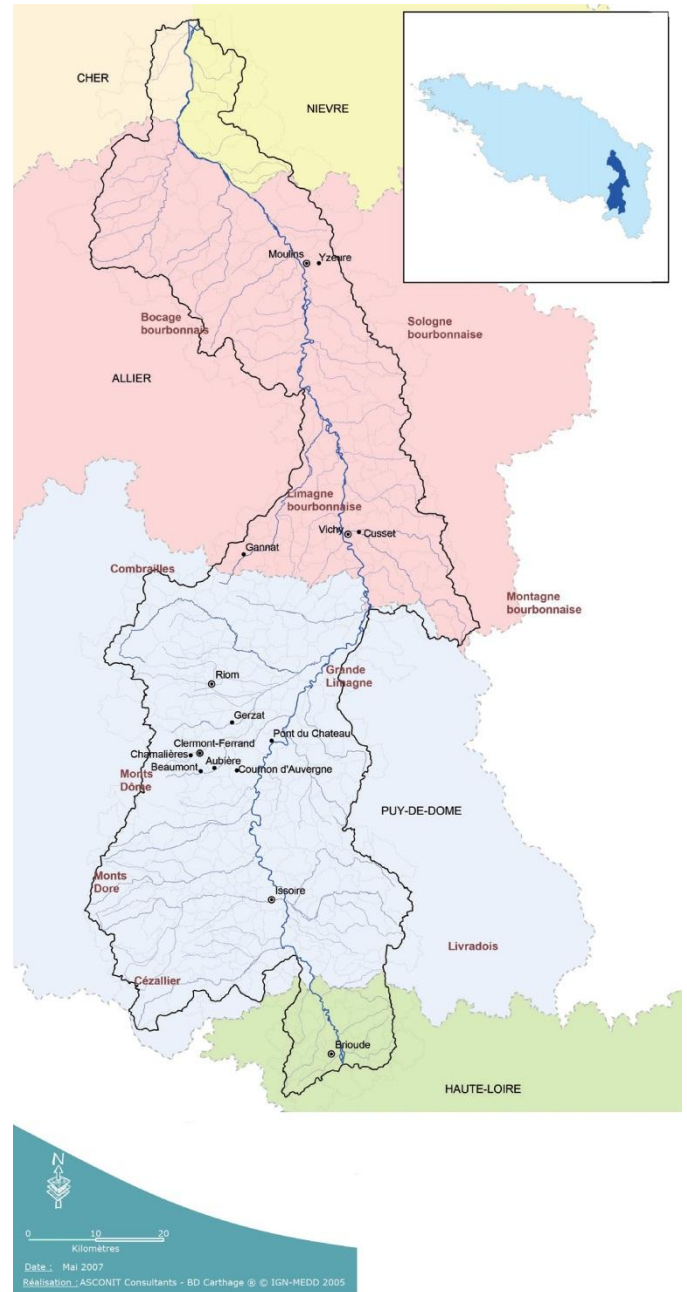 CHER
NIEVRE
Moulins
Yzeure
Bocage
bourbonnais
Sologne
bourbonnaise
ALLIER
Limagne
bourbonnaise
Vichy
Cusset
Gannat
Combrailles
Montagne
bourbonnaise
Grande
Limagne
Riom
Gerzat
Pont du Chateau
Clermont-Ferrand
Chamalières
Aubière
Beaumont
Cournon d'Auvergne
Monts
Dôme
PUY-DE-DOME
Monts
Dore
Issoire
Livradois
Cézallier
Brioude
HAUTE-LOIRE
N
0 10 20
Kilomètres
Date : Mai 2007
Réalisation : ASCONIT Consultants - BD Carthage ® © IGN-MEDD 2005